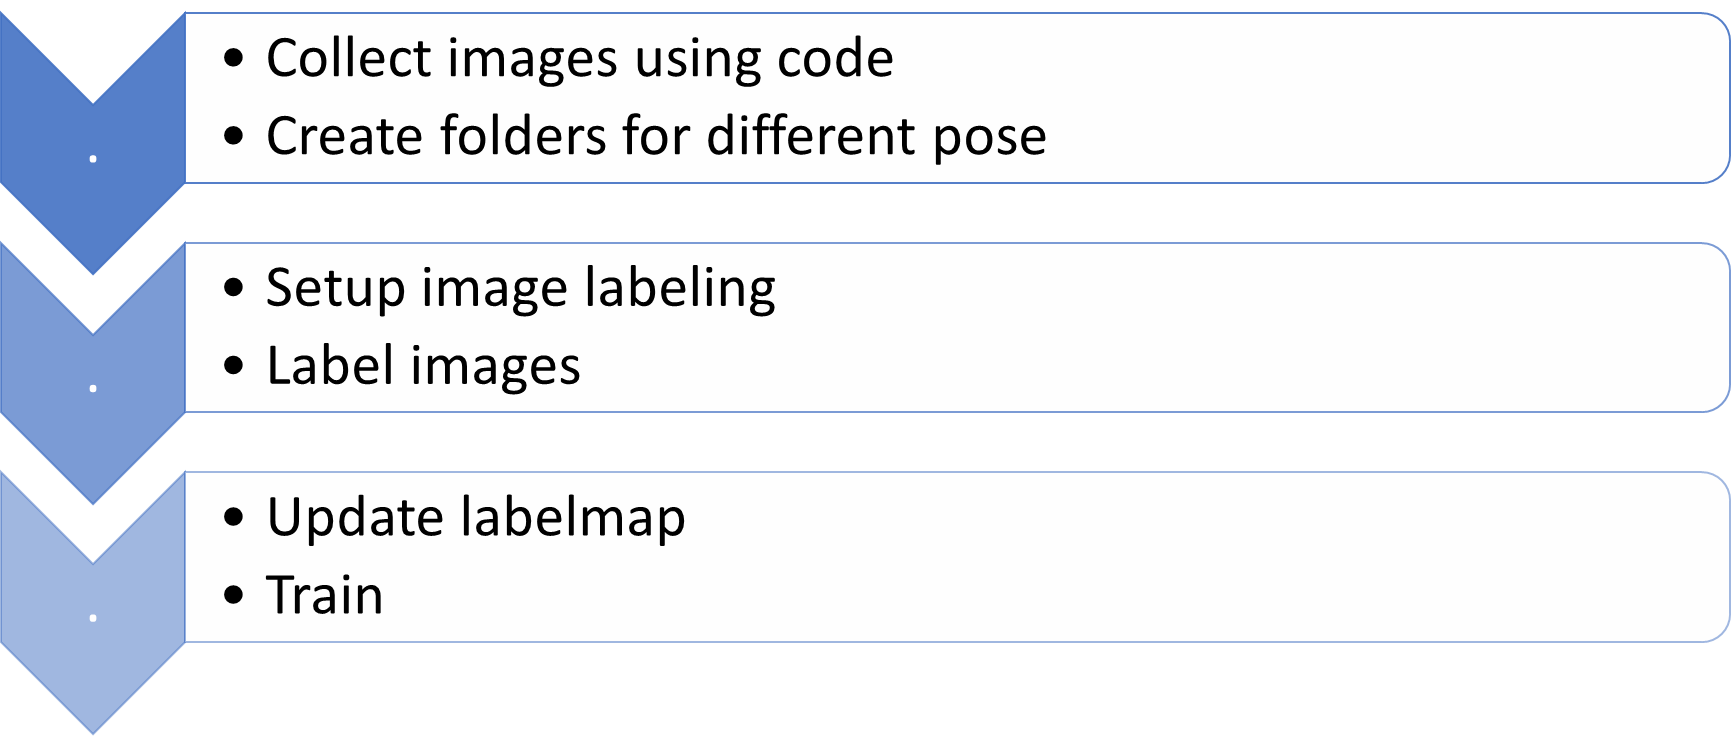 • Collect images using code
• Create folders for different pose
.
• Setup image labeling
• Label images
.
• Update labelmap
• Train
.